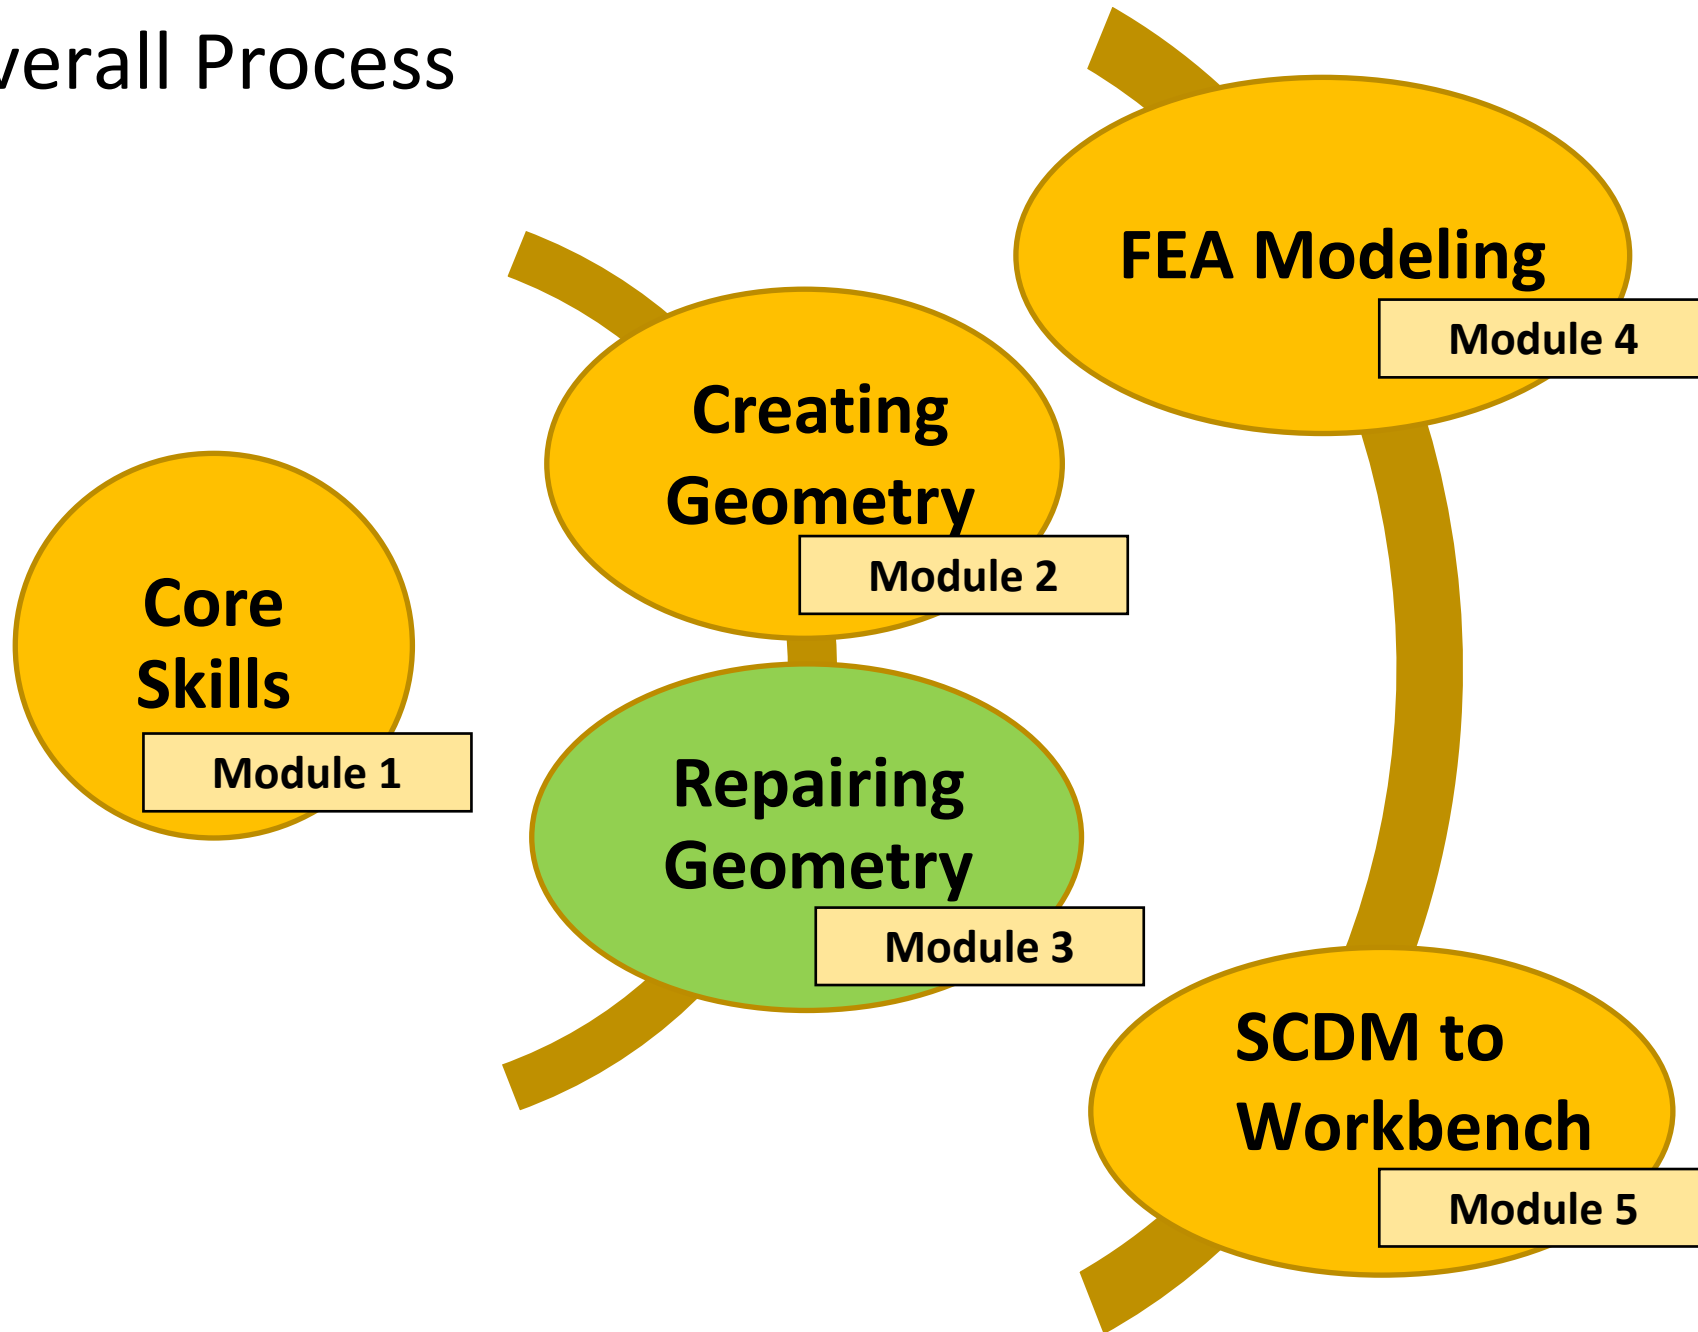 verall Process
Core
Skills
Module 1
Creating
Geometry
Module 2
Repairing
Geometry
Module 3
FEA Modeling
Module 4
SCDM to
Workbench
Module 5